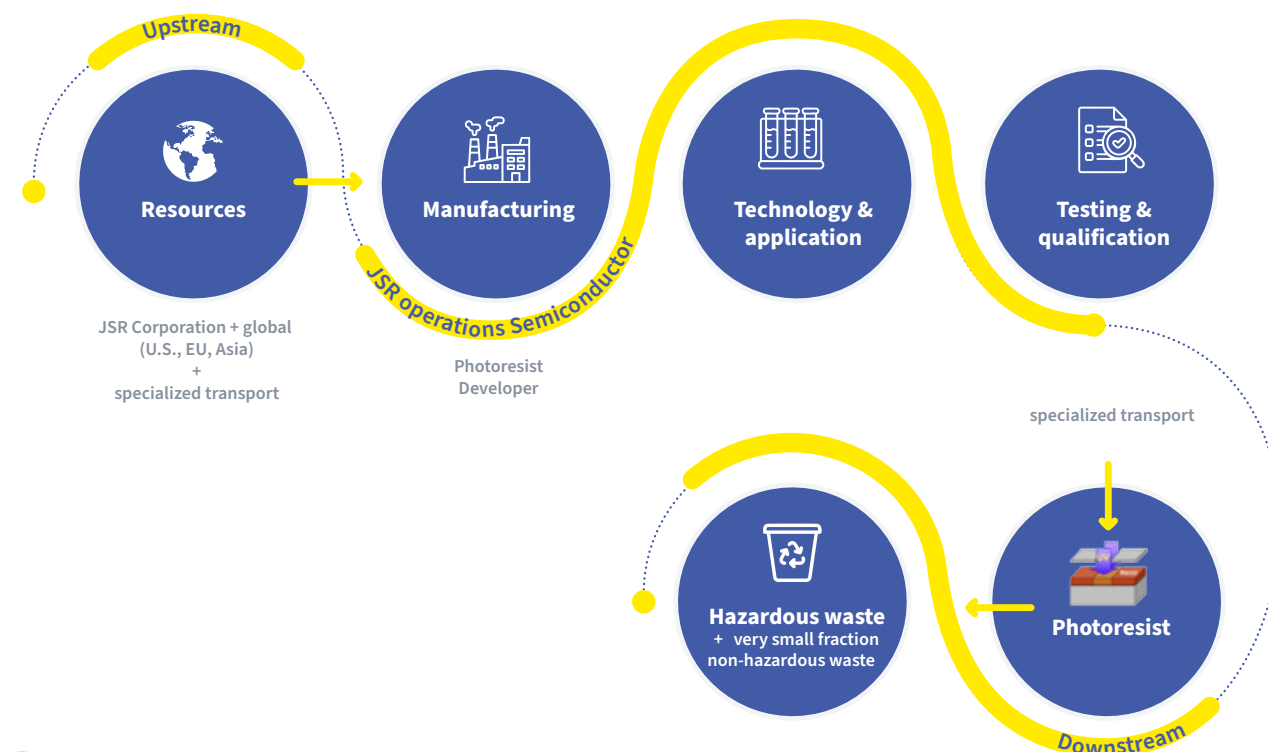 Upstream
Resources
Manufacturing
Technology &
application
Testing &
qualification
JSR operations Semiconductor
JSR Corporation + global
(U.S., EU, Asia)
+
specialized transport
Photoresist
Developer
specialized transport
Hazardous waste
+ very small fraction
non-hazardous waste
Photoresist
Downstream